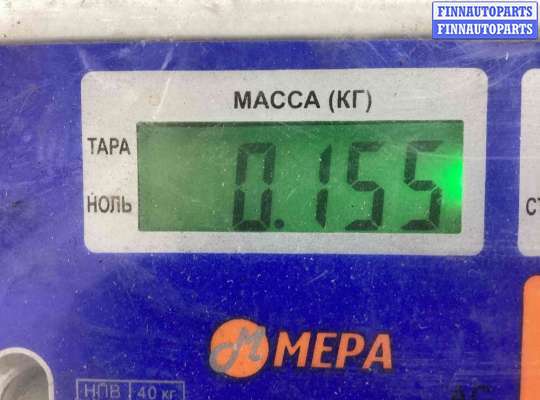 FINNAUTOPARTS
FINNAUTOPARTS
МАССА (КГ)
ТАРА
0.155
НОЛЬ
М МЕРА
НПВ 40 кг